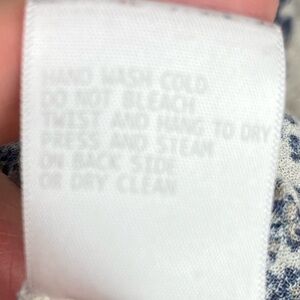 HAND WASH COLD
DO NOT BLEACH
TWIST AND HANG TO DRY
PRESS AND STEAM
ON BACK SIDE
OR DRY CLEAN